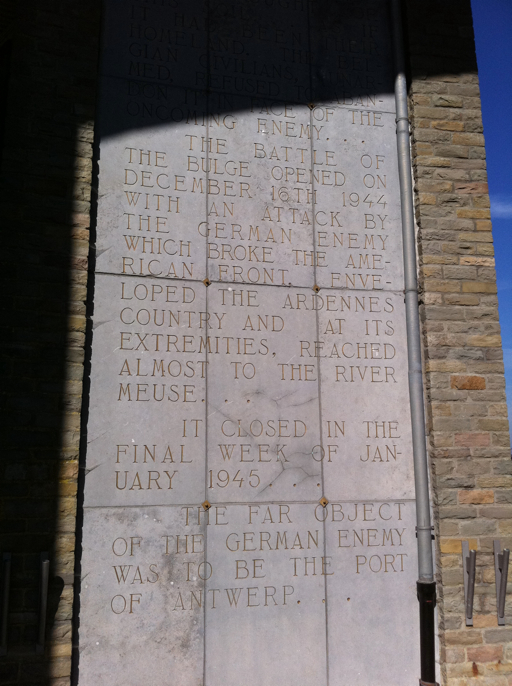 FACE OF THE
ENEMY.
THE BATTLE OF
THE BULGE OPENED ON
DECEMBER 16TH 1944
WITH AN ATTACK BY
THE GERMAN ENEMY
WHICH BROKE THE AME-
RICAN FRONT, ENVE-
LOPED THE ARDENNES
COUNTRY AND, AT ITS
EXTREMITIES, REACHED
ALMOST TO THE RIVER
MEUSE.
IT CLOSED IN THE
FINAL WEEK OF JAN-
UARY 1945.
THE FAR OBJECT
OF THE GERMAN ENEMY
WAS TO BE THE PORT
OF ANTWERP.